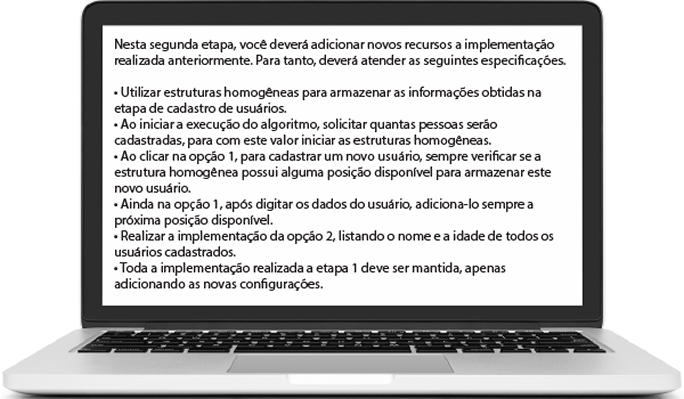 Nesta segunda etapa, você deverá adicionar novos recursos a implementação
realizada anteriormente. Para tanto, deverá atender as seguintes especificações.
• Utilizar estruturas homogêneas para armazenar as informações obtidas na
etapa de cadastro de usuários.
• Ao iniciar a execução do algoritmo, solicitar quantas pessoas serão
cadastradas, para com este valor iniciar as estruturas homogêneas.
• Ao clicar na opção 1, para cadastrar um novo usuário, sempre verificar se a
estrutura homogênea possui alguma posição disponível para armazenar este
novo usuário.
• Ainda na opção 1, após digitar os dados do usuário, adiciona-lo sempre a
próxima posição disponível.
• Realizar a implementação da opção 2, listando o nome e a idade de todos os
usuários cadastrados.
• Toda a implementação realizada a etapa 1 deve ser mantida, apenas
adicionando as novas configurações.